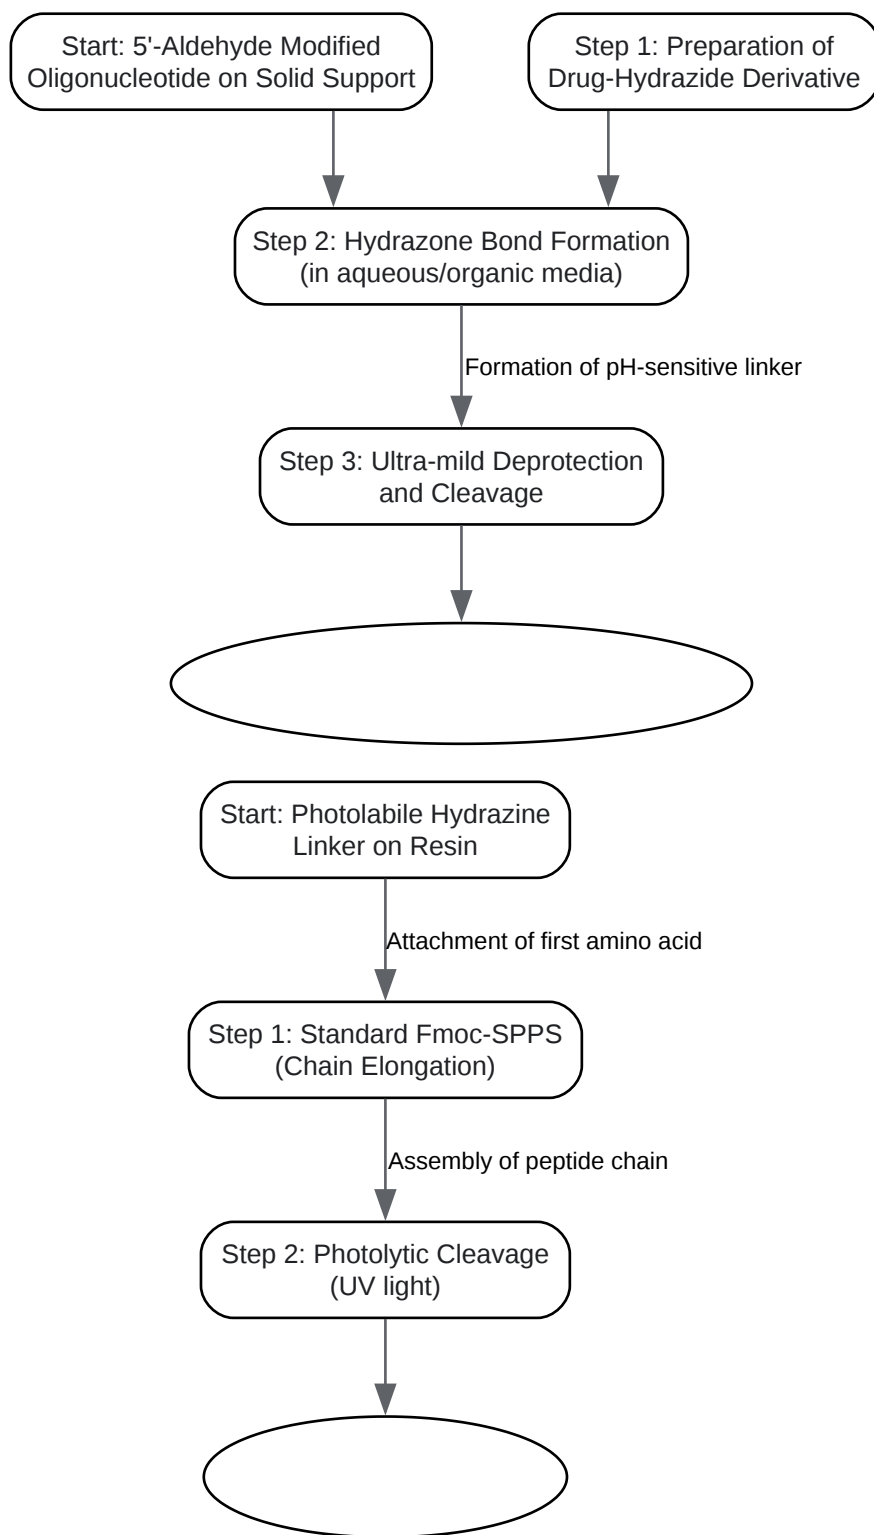 Start: 5'-Aldehyde Modified
Oligonucleotide on Solid Support
Step 1: Preparation of
Drug-Hydrazide Derivative
Step 2: Hydrazone Bond Formation
(in aqueous/organic media)
Formation of pH-sensitive linker
Step 3: Ultra-mild Deprotection
and Cleavage
Start: Photolabile Hydrazine
Linker on Resin
Attachment of first amino acid
Step 1: Standard Fmoc-SPPS
(Chain Elongation)
Assembly of peptide chain
Step 2: Photolytic Cleavage
(UV light)